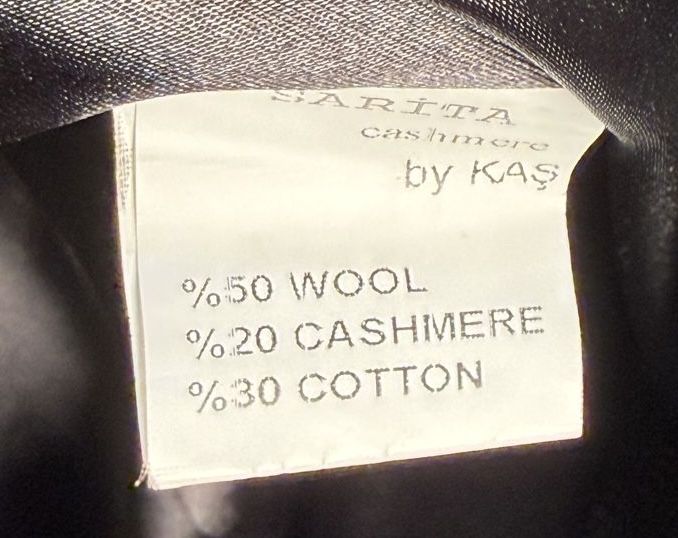 SARİTA
cashmere
by KAŞ
%50 WOOL
%20 CASHMERE
%30 COTTON